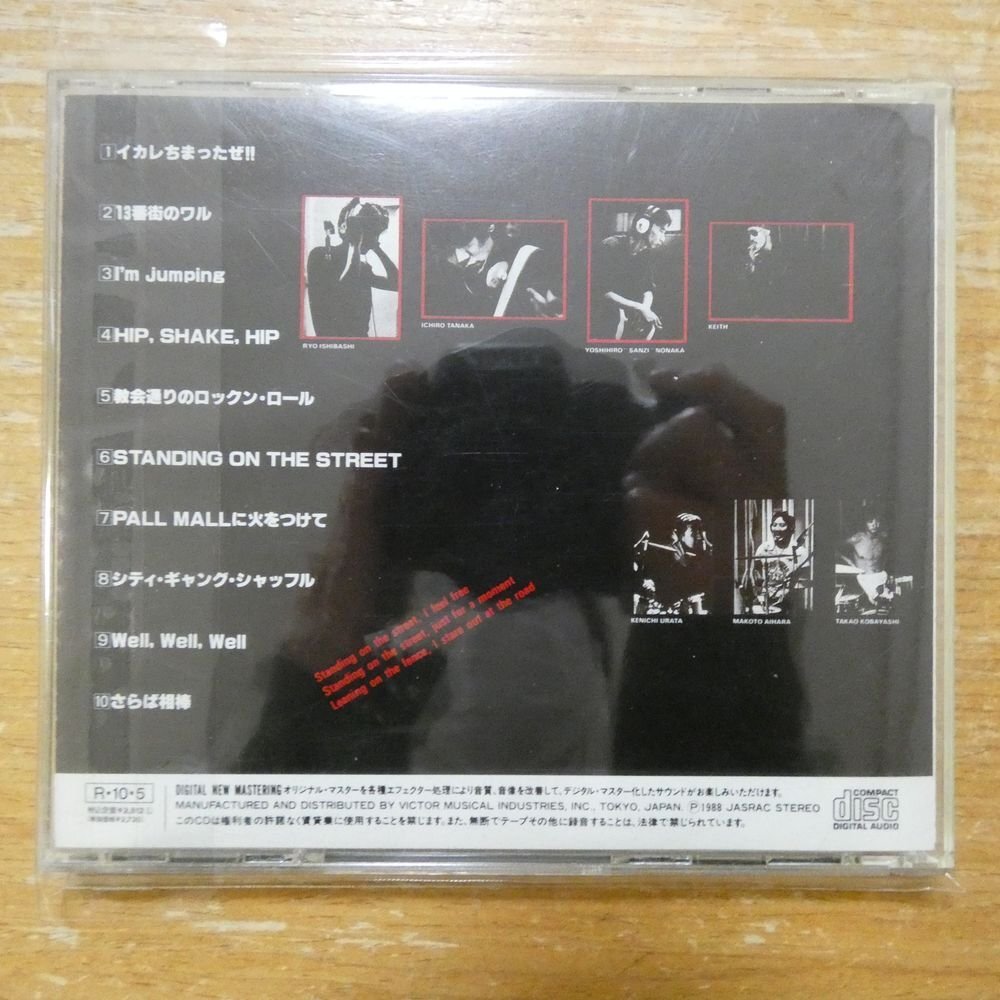 1 イカレちまったぜ!!
2 13番街のワル
3 I'm Jumping
4 HIP, SHAKE, HIP
5 教会通りのロックン・ロール
6 STANDING ON THE STREET
7 PALL MALLに火をつけて
8 シティ・ギャング・シャッフル
9 Well, Well, Well
10 さらば相棒
RYO ISHIBASHI
ICHIRO TANAKA
YOSHIHIRO "SANZI" NONAKA
KEITH
KENICHI URATA
MAKOTO AIHARA
TAKAO KOBAYASHI
Standing on the street, I feel free
Standing on the street, just for a moment
Leaning on the fence, I stare out at the road
R・10・5
DIGITAL NEW MASTERING オリジナル・マスターを各種エフェクター処理により音質、音像を改善して、デジタル・マスター化したサウンドがお楽しみいただけます。
MANUFACTURED AND DISTRIBUTED BY VICTOR MUSICAL INDUSTRIES, INC., TOKYO, JAPAN. Ⓟ1988 JASRAC STEREO
このCDは権利者の許諾なく賃貸業に使用することを禁じます。また、無断でテープその他に録音することは、法律で禁じられています。
COMPACT
disc
DIGITAL AUDIO